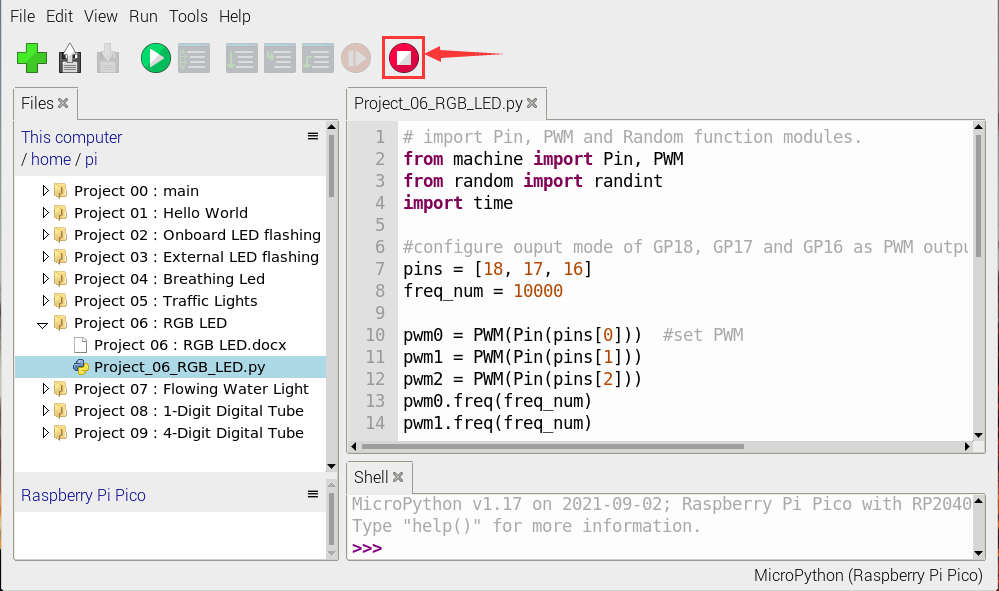 File Edit View Run Tools Help
Files
This computer
/ home / pi
Project 00 : main
Project 01 : Hello World
Project 02 : Onboard LED flashing
Project 03 : External LED flashing
Project 04 : Breathing Led
Project 05 : Traffic Lights
Project 06 : RGB LED
Project 06 : RGB LED.docx
Project_06_RGB_LED.py
Project 07 : Flowing Water Light
Project 08 : 1-Digit Digital Tube
Project 09 : 4-Digit Digital Tube
Raspberry Pi Pico
Project_06_RGB_LED.py
1 # import Pin, PWM and Random function modules.
2 from machine import Pin, PWM
3 from random import randint
4 import time
5
6 #configure ouput mode of GP18, GP17 and GP16 as PWM outpu
7 pins = [18, 17, 16]
8 freq_num = 10000
9
10 pwm0 = PWM(Pin(pins[0]))  #set PWM
11 pwm1 = PWM(Pin(pins[1]))
12 pwm2 = PWM(Pin(pins[2]))
13 pwm0.freq(freq_num)
14 pwm1.freq(freq_num)
Shell
MicroPython v1.17 on 2021-09-02; Raspberry Pi Pico with RP2040
Type "help()" for more information.
>>>
MicroPython (Raspberry Pi Pico)